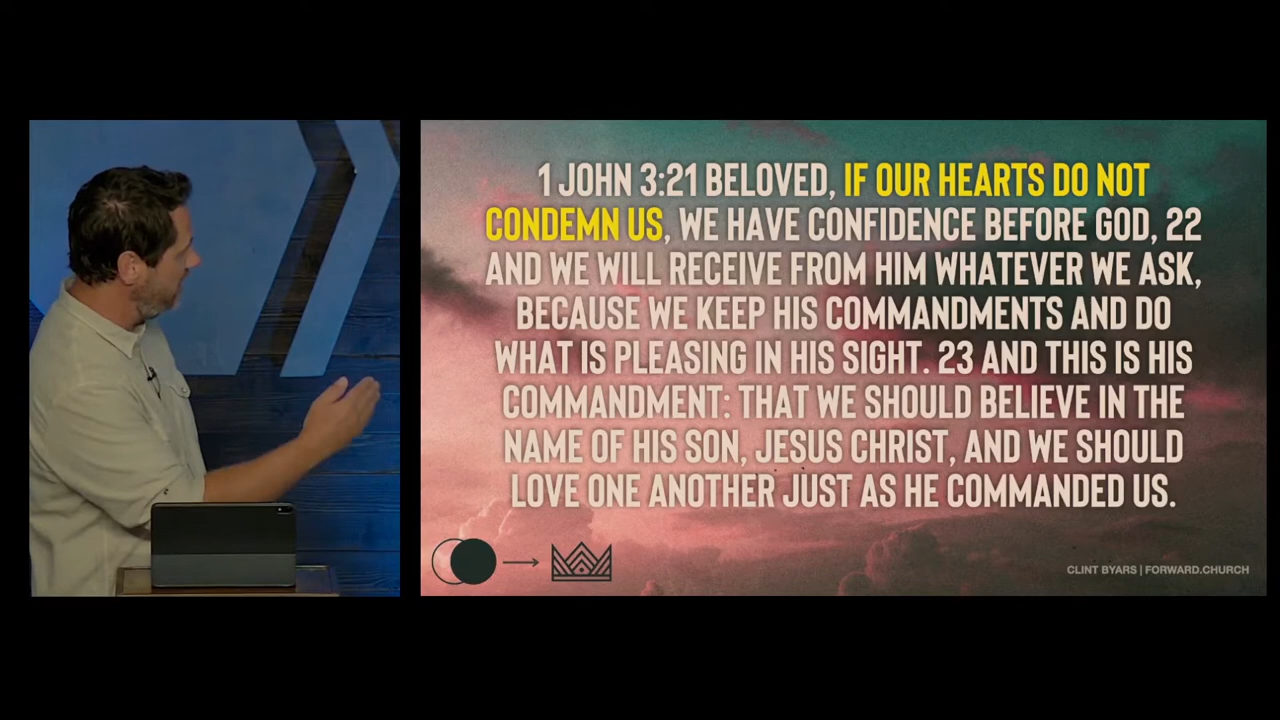 1 JOHN 3:21 BELOVED, IF OUR HEARTS DO NOT
CONDEMN US, WE HAVE CONFIDENCE BEFORE GOD, 22
AND WE WILL RECEIVE FROM HIM WHATEVER WE ASK,
BECAUSE WE KEEP HIS COMMANDMENTS AND DO
WHAT IS PLEASING IN HIS SIGHT. 23 AND THIS IS HIS
COMMANDMENT: THAT WE SHOULD BELIEVE IN THE
NAME OF HIS SON, JESUS CHRIST, AND WE SHOULD
LOVE ONE ANOTHER JUST AS HE COMMANDED US.
CLINT BYARS | FORWARD.CHURCH